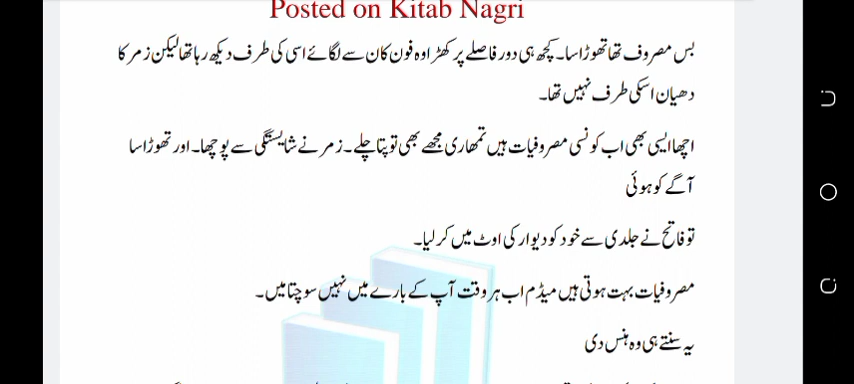 Posted on Kitab Nagri
بس مصروف تھا تھوڑا سا۔ کچھ ہی دور فاصلے پر کھڑا وہ فون کان سے لگائے اسی کی طرف دیکھ رہا تھا لیکن زمر کا
دھیان اسکی طرف نہیں تھا۔
اچھا ایسی بھی اب کونسی مصروفیات ہیں تمھاری مجھے بھی تو پتا چلے۔ زمر نے شایستگی سے پوچھا۔ اور تھوڑا سا
آگے کو ہوئی
تو فاتح نے جلدی سے خود کو دیوار کی اوٹ میں کر لیا۔
مصروفیات بہت ہوتی ہیں میڈم اب ہر وقت آپ کے بارے میں نہیں سوچتا میں۔
یہ سنتے ہی وہ ہنس دی